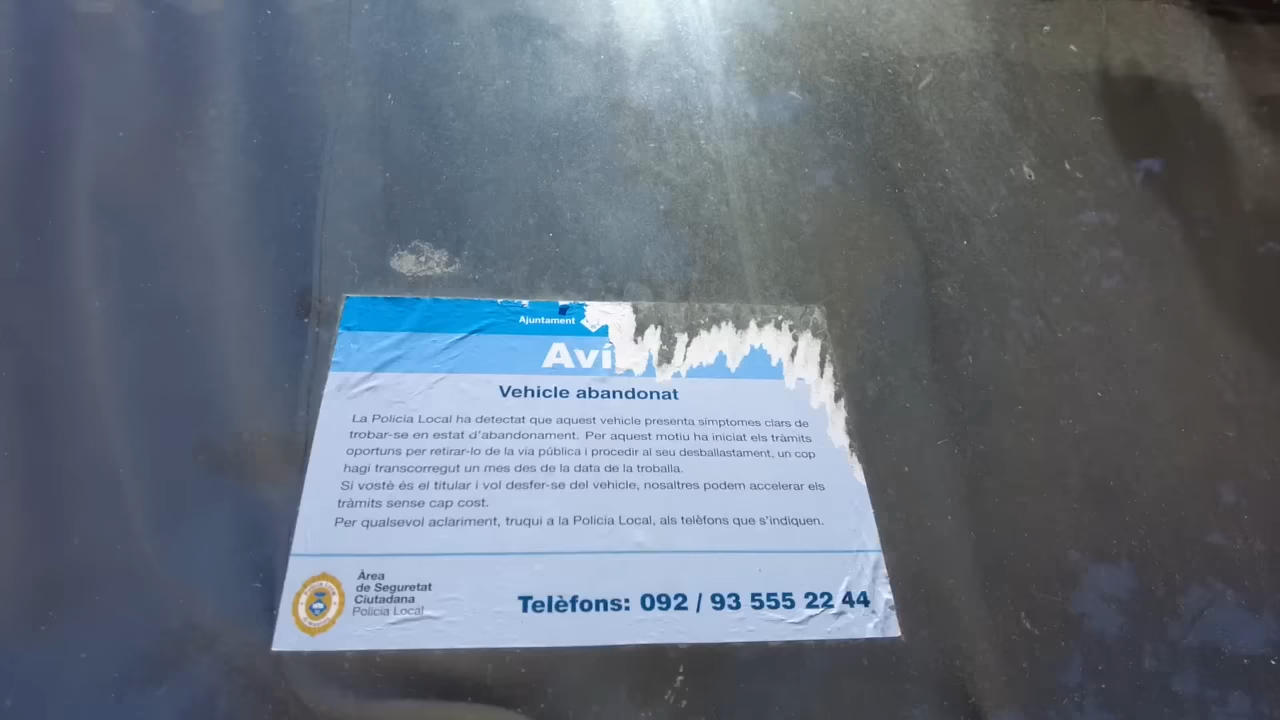 Ajuntament
Aví
Vehicle abandonat
La Policia Local ha detectat que aquest vehicle presenta símptomes clars de
trobar-se en estat d'abandonament. Per aquest motiu ha iniciat els tràmits
oportuns per retirar-lo de la via pública i procedir al seu desballastament, un cop
hagi transcorregut un mes des de la data de la troballa.
Si vostè és el titular i vol desfer-se del vehicle, nosaltres podem accelerar els
tràmits sense cap cost.
Per qualsevol aclariment, truqui a la Policia Local, als telèfons que s'indiquen.
Àrea
de Seguretat
Ciutadana
Policia Local
Telèfons: 092 / 93 555 22 44